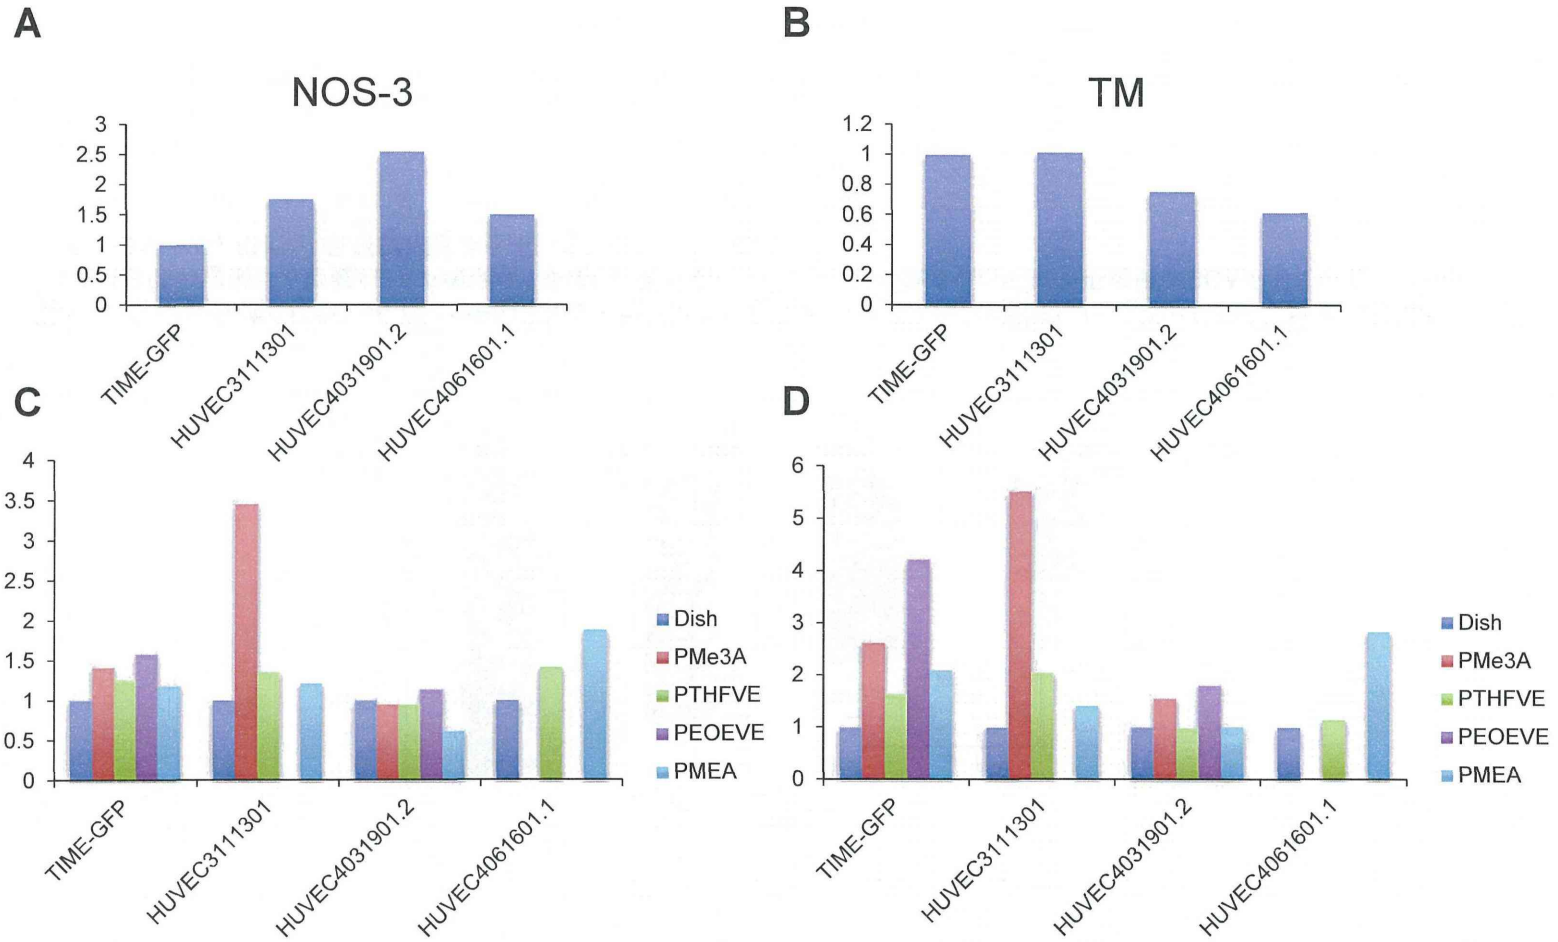 A
NOS-3
3
2.5
2
1.5
1
0.5
0
TIME-GFP
HUVEC3111301
HUVEC4031901.2
HUVEC4061601.1
B
TM
1.2
1
0.8
0.6
0.4
0.2
0
TIME-GFP
HUVEC3111301
HUVEC4031901.2
HUVEC4061601.1
C
4
3.5
3
2.5
2
1.5
1
0.5
0
TIME-GFP
HUVEC3111301
HUVEC4031901.2
HUVEC4061601.1
Dish
PMe3A
PTHFVE
PEOEVE
PMEA
D
6
5
4
3
2
1
0
TIME-GFP
HUVEC3111301
HUVEC4031901.2
HUVEC4061601.1
Dish
PMe3A
PTHFVE
PEOEVE
PMEA